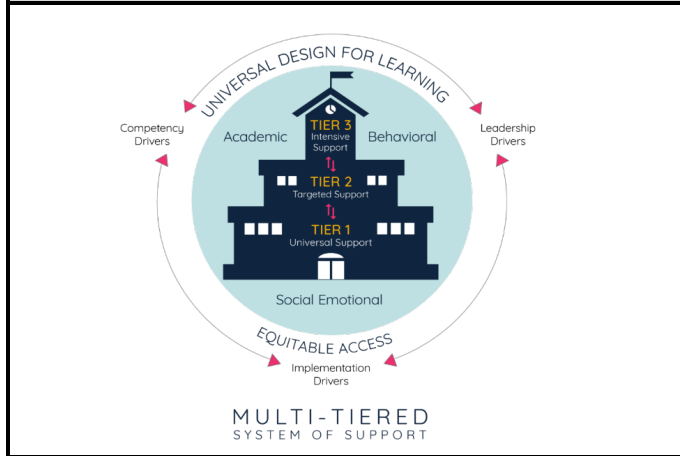 UNIVERSAL DESIGN FOR LEARNING
Competency
Drivers
Leadership
Drivers
Academic
Behavioral
TIER 3
Intensive
Support
TIER 2
Targeted Support
TIER 1
Universal Support
Social Emotional
EQUITABLE ACCESS
Implementation
Drivers
MULTI-TIERED
SYSTEM OF SUPPORT